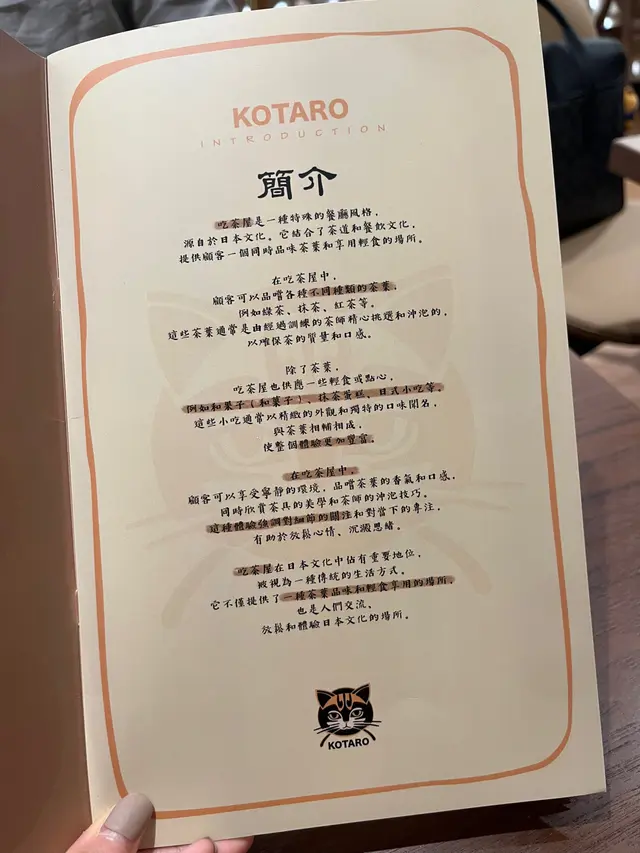 KOTARO
INTRODUCTION
簡介
吃茶屋是一種特殊的餐廳風格，
源自於日本文化。它結合了茶道和餐飲文化，
提供顧客一個同時品味茶葉和享用輕食的場所。
在吃茶屋中，
顧客可以品嚐各種不同種類的茶葉，
例如綠茶、抹茶、紅茶等。
這些茶葉通常是由經過訓練的茶師精心挑選和沖泡的，
以確保茶的質量和口感。
除了茶葉，
吃茶屋也供應一些輕食或點心，
例如和果子（和菓子）、抹茶蛋糕、日式小吃等。
這些小吃通常以精緻的外觀和獨特的口味聞名，
與茶葉相輔相成，
使整個體驗更加豐富。
在吃茶屋中，
顧客可以享受寧靜的環境，品嚐茶葉的香氣和口感，
同時欣賞茶具的美學和茶師的沖泡技巧。
這種體驗強調對細節的關注和對當下的專注，
有助於放鬆心情、沉澱思緒。
吃茶屋在日本文化中佔有重要地位，
被視為一種傳統的生活方式。
它不僅提供了一種茶葉品味和輕食享用的場所，
也是人們交流、
放鬆和體驗日本文化的場所。
KOTARO